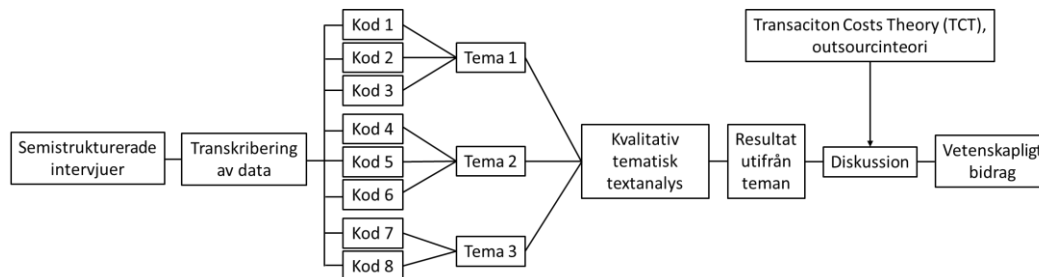 Semistrukturerade
intervjuer
Transkribering
av data
Kod 1
Kod 2
Kod 3
Kod 4
Kod 5
Kod 6
Kod 7
Kod 8
Tema 1
Tema 2
Tema 3
Kvalitativ
tematisk
textanalys
Resultat
utifrån
teman
Transaciton Costs Theory (TCT),
outsourcinteori
Diskussion
Vetenskapligt
bidrag